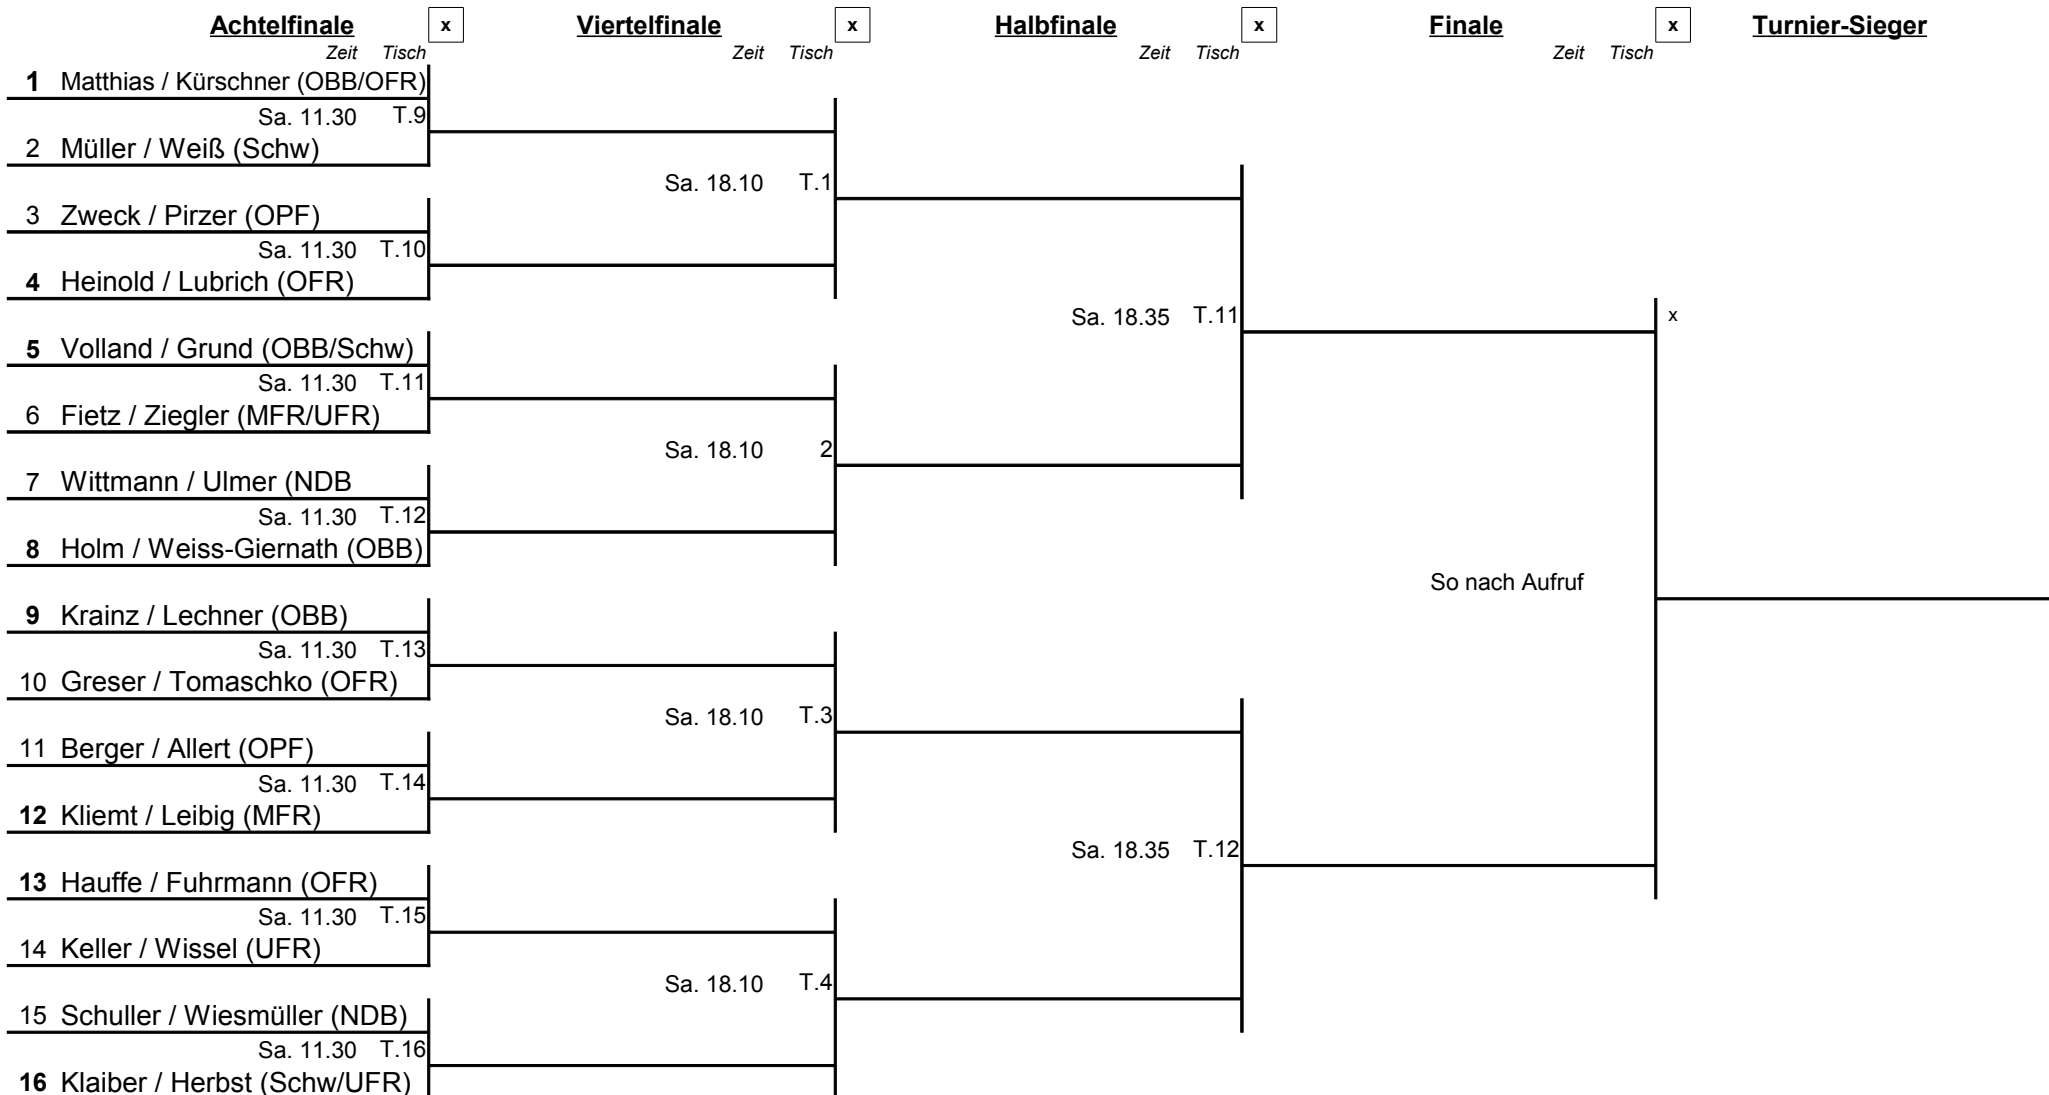 Achtelfinale x Viertelfinale x Halbfinale x Finale x Turnier-Sieger
Zeit Tisch Zeit Tisch Zeit Tisch Zeit Tisch
1 Matthias / Kürschner (OBB/OFR)
Sa. 11.30 T.9
2 Müller / Weiß (Schw)
Sa. 18.10 T.1
3 Zweck / Pirzer (OPF)
Sa. 11.30 T.10
4 Heinold / Lubrich (OFR)
Sa. 18.35 T.11 x
5 Volland / Grund (OBB/Schw)
Sa. 11.30 T.11
6 Fietz / Ziegler (MFR/UFR)
Sa. 18.10 2
7 Wittmann / Ulmer (NDB
Sa. 11.30 T.12
8 Holm / Weiss-Giernath (OBB)
So nach Aufruf
9 Krainz / Lechner (OBB)
Sa. 11.30 T.13
10 Greser / Tomaschko (OFR)
Sa. 18.10 T.3
11 Berger / Allert (OPF)
Sa. 11.30 T.14
12 Kliemt / Leibig (MFR)
Sa. 18.35 T.12
13 Hauffe / Fuhrmann (OFR)
Sa. 11.30 T.15
14 Keller / Wissel (UFR)
Sa. 18.10 T.4
15 Schuller / Wiesmüller (NDB)
Sa. 11.30 T.16
16 Klaiber / Herbst (Schw/UFR)